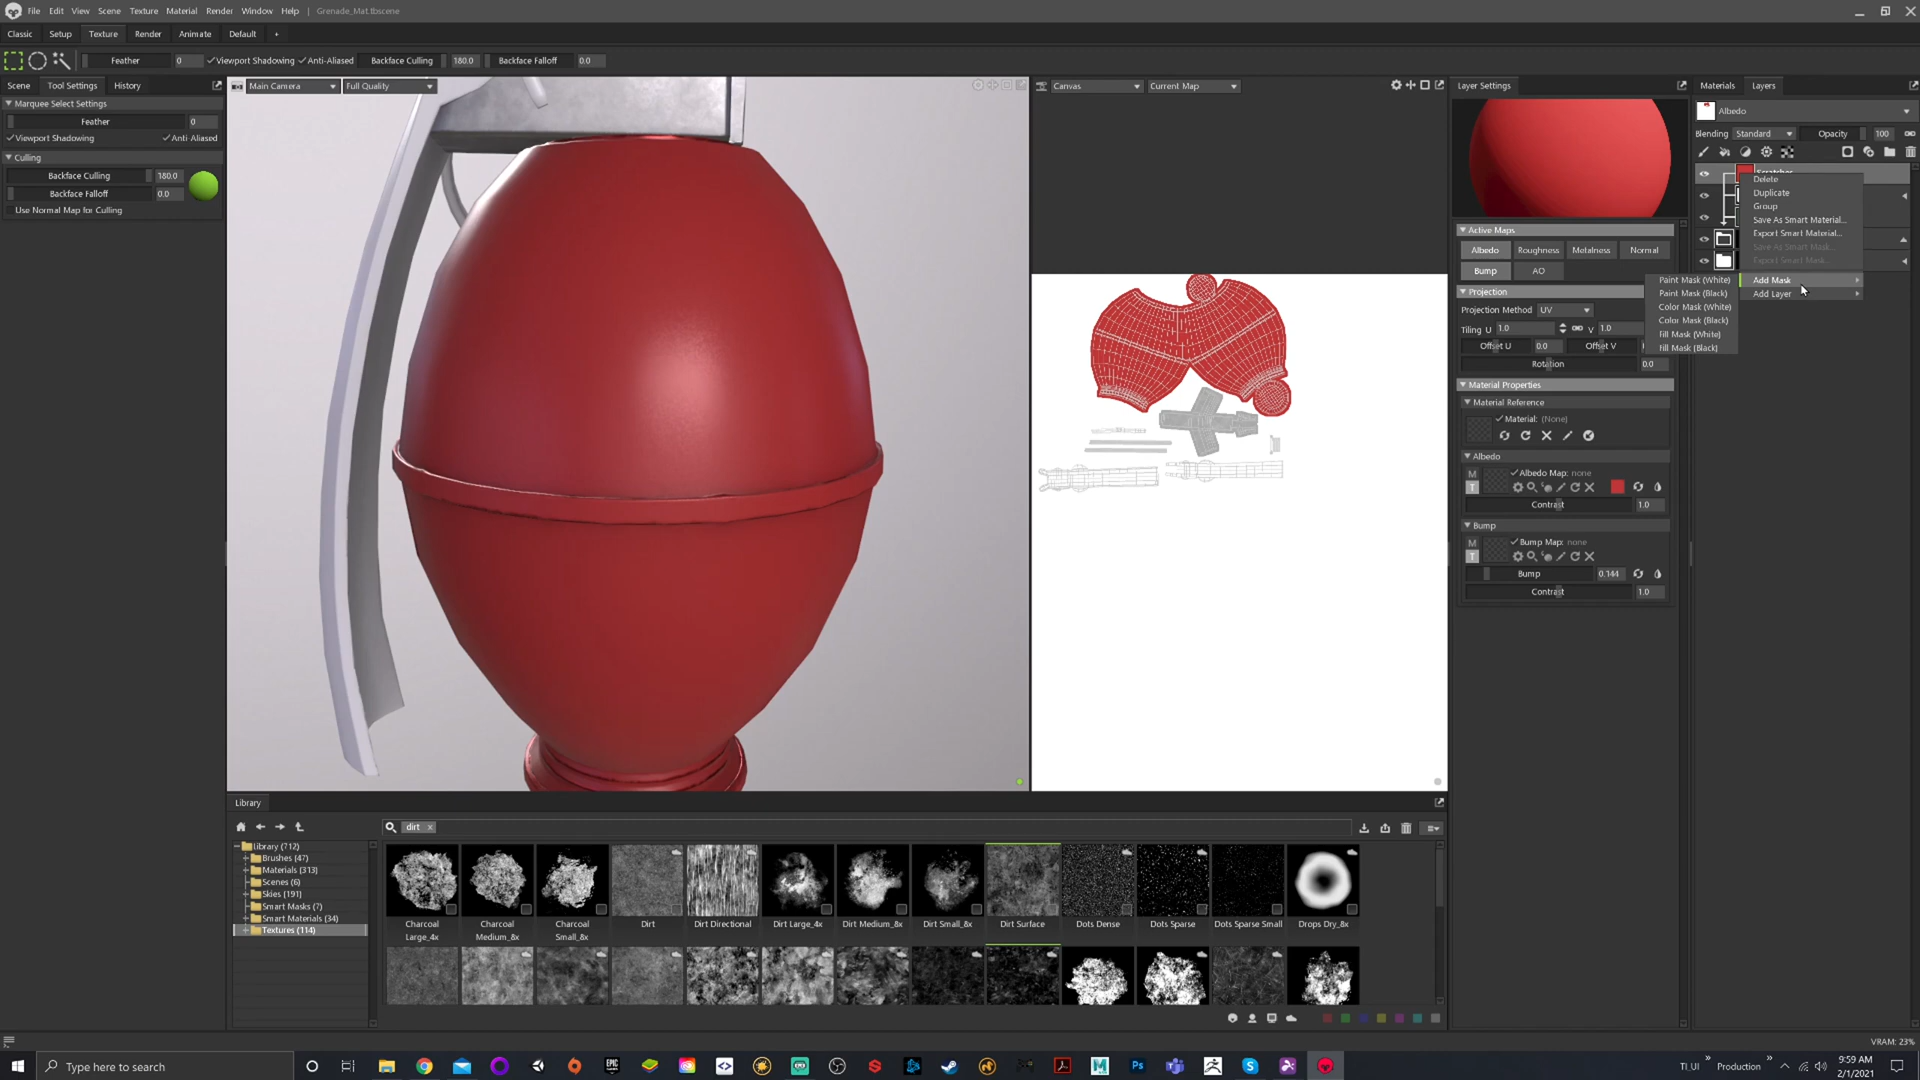 File Edit View Scene Texture Material Render Window Help Grenade_Mat.tbscene
Classic Setup Texture Render Animate Default +
Feather 0 Viewport Shadowing Anti-Aliased Backface Culling 180.0 Backface Falloff 0.0
Scene Tool Settings History
Marquee Select Settings
Feather 0
Viewport Shadowing Anti-Aliased
Culling
Backface Culling 180.0
Backface Falloff 0.0
Use Normal Map for Culling
Main Camera Full Quality
Canvas Current Map
Layer Settings
Active Maps
Albedo Roughness Metalness Normal
Bump AO
Projection
Projection Method UV
Tiling U 1.0 V 1.0
Offset U 0.0 Offset V
Rotation 0.0
Material Properties
Material Reference
Material: (None)
Albedo
M
T
Albedo Map: none
Contrast 1.0
Bump
M
T
Bump Map: none
Bump 0.144
Contrast 1.0
Materials Layers
Albedo
Blending Standard Opacity 100
Scratches
Delete
Duplicate
Group
Save As Smart Material...
Export Smart Material...
Save As Smart Mask...
Export Smart Mask...
Add Mask
Add Layer
Paint Mask (White)
Paint Mask (Black)
Color Mask (White)
Color Mask (Black)
Fill Mask (White)
Fill Mask (Black)
Library
dirt
library (712)
Brushes (47)
Materials (313)
Scenes (6)
Skies (191)
Smart Masks (7)
Smart Materials (34)
Textures (114)
Charcoal Large_4x
Charcoal Medium_8x
Charcoal Small_8x
Dirt
Dirt Directional
Dirt Large_4x
Dirt Medium_8x
Dirt Small_8x
Dirt Surface
Dots Dense
Dots Sparse
Dots Sparse Small
Drops Dry_8x
VRAM: 23%
Type here to search
EPIC
Ps
TI_UI
Production
9:59 AM
2/1/2021